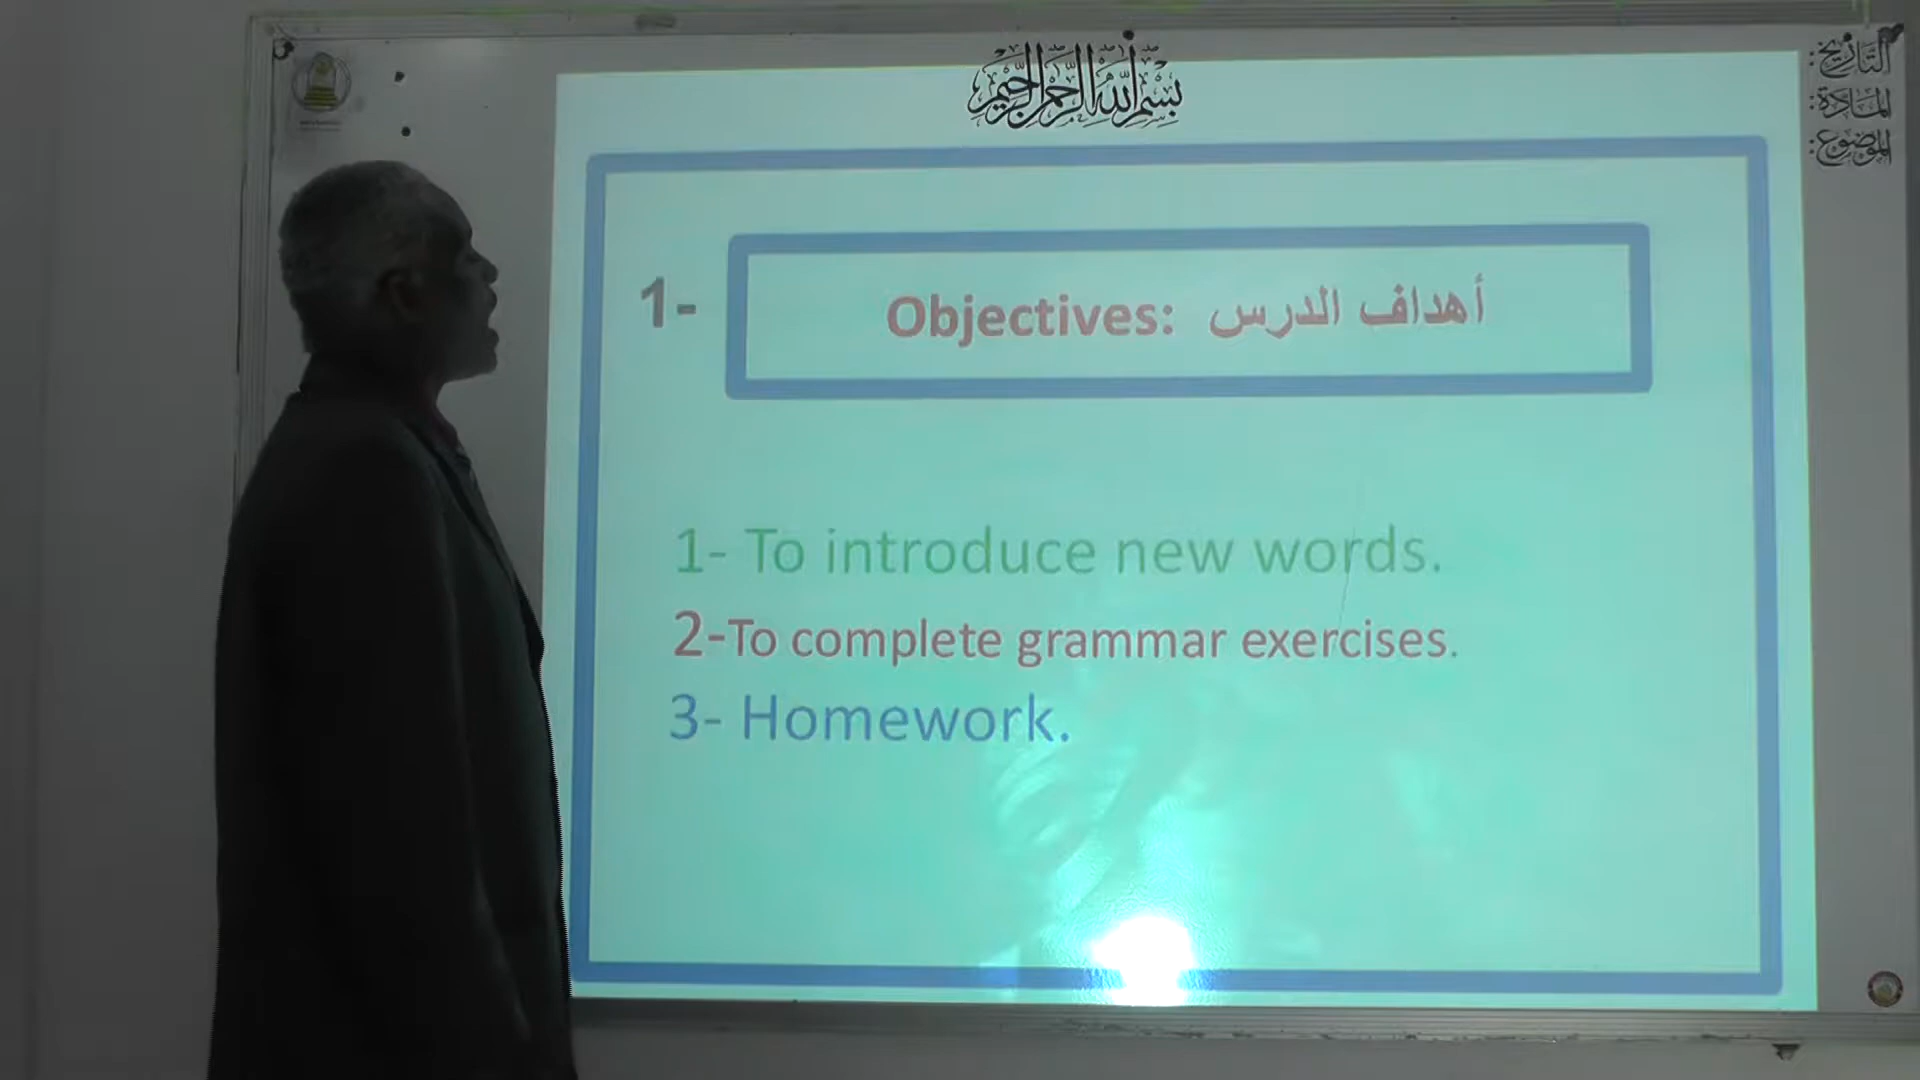 بسم الله الرحمن الرحيم
التاريخ:
المادة:
الموضوع:
1- Objectives: أهداف الدرس
1- To introduce new words.
2-To complete grammar exercises.
3- Homework.